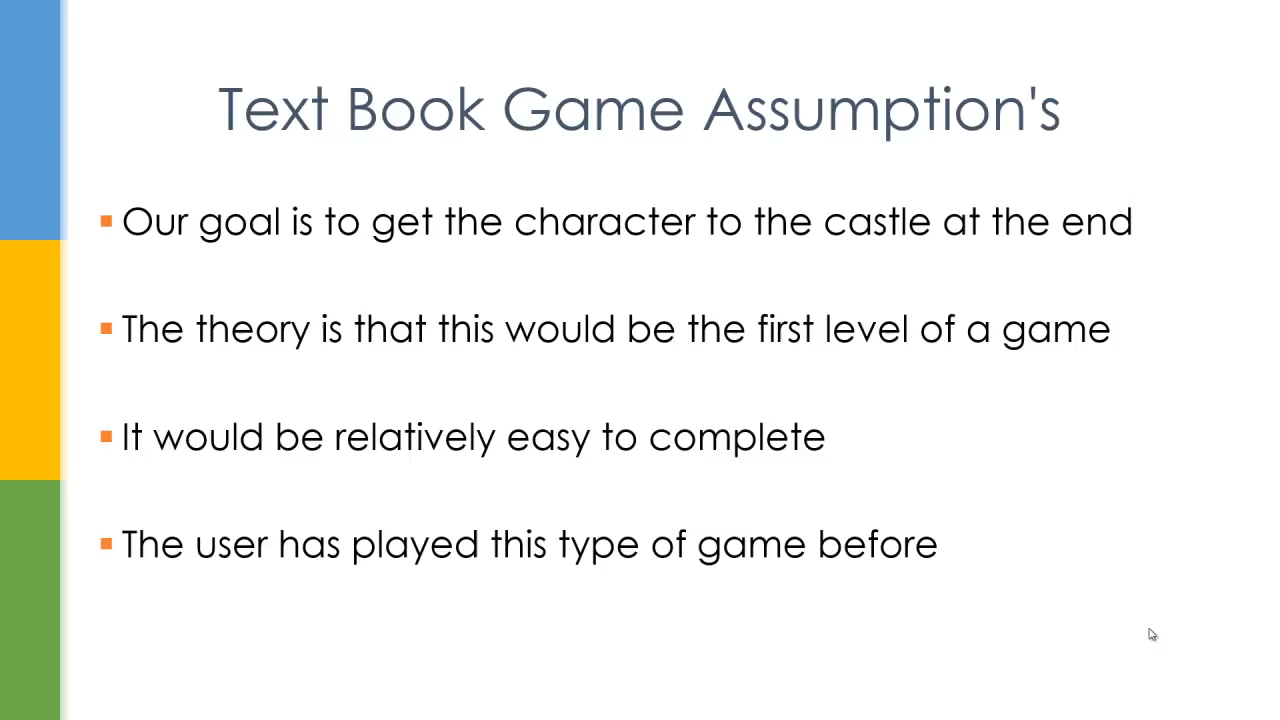 Text Book Game Assumption's
Our goal is to get the character to the castle at the end
The theory is that this would be the first level of a game
It would be relatively easy to complete
The user has played this type of game before